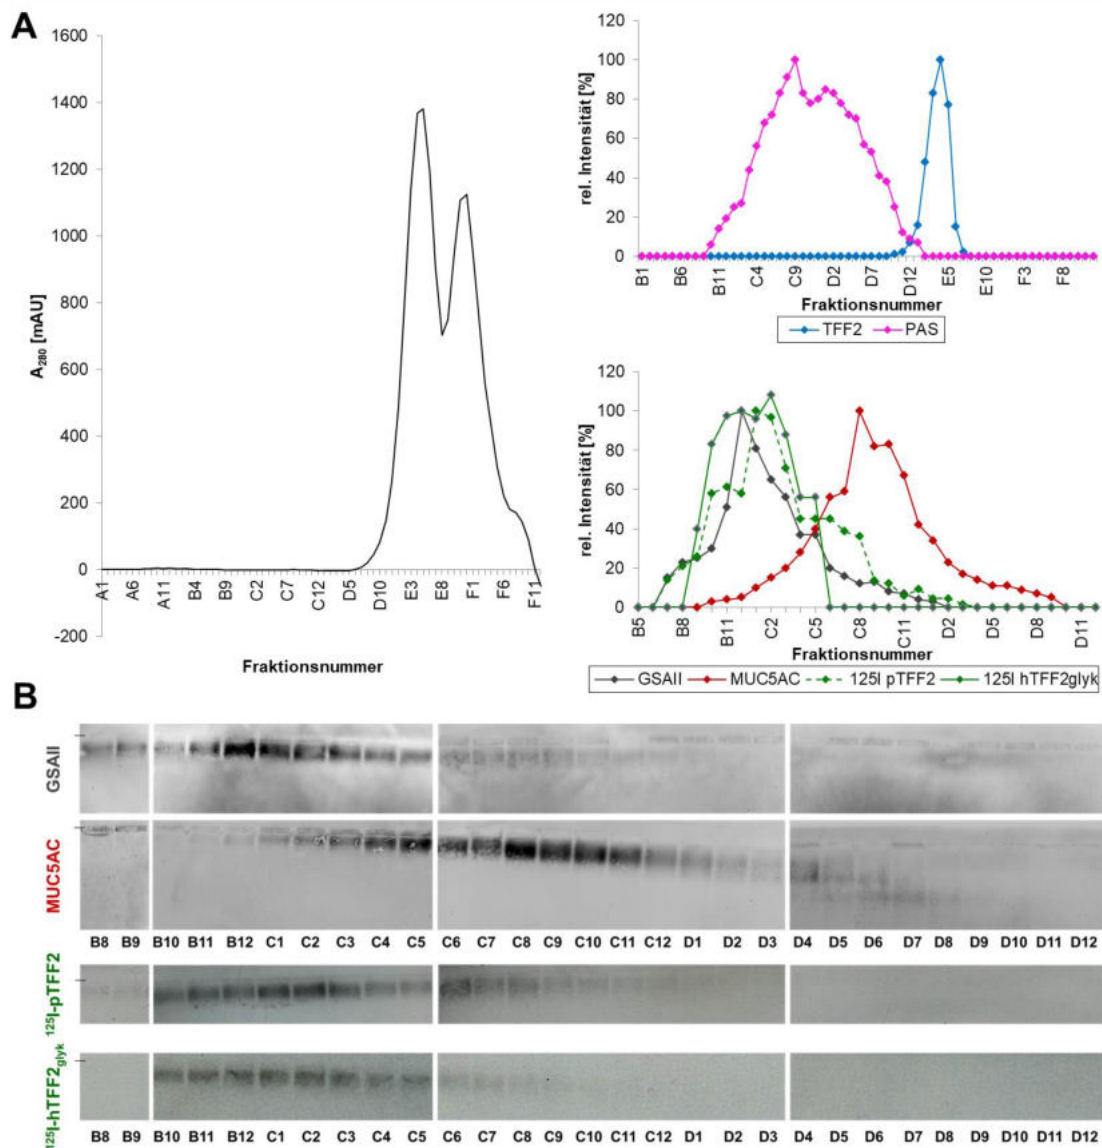 A
1600
1400
1200
1000
800
600
400
200
0
-200
A280 [mAU]
A1 A6 A11 B4 B9 C2 C7 C12 D5 D10 E3 E8 F1 F6 F11
Fraktionsnummer
120
100
80
60
40
20
0
rel. Intensität [%]
B1 B6 B11 C4 C9 D2 D7 D12 E5 E10 F3 F8
Fraktionsnummer
TFF2 PAS
120
100
80
60
40
20
0
rel. Intensität [%]
B5 B8 B11 C2 C5 C8 C11 D2 D5 D8 D11
Fraktionsnummer
GSAII MUC5AC 125I pTFF2 125I hTFF2glyk
B
GSAII
MUC5AC
B8 B9 B10 B11 B12 C1 C2 C3 C4 C5 C6 C7 C8 C9 C10 C11 C12 D1 D2 D3 D4 D5 D6 D7 D8 D9 D10 D11 D12
125I-pTFF2
125I-hTFF2glyk
B8 B9 B10 B11 B12 C1 C2 C3 C4 C5 C6 C7 C8 C9 C10 C11 C12 D1 D2 D3 D4 D5 D6 D7 D8 D9 D10 D11 D12